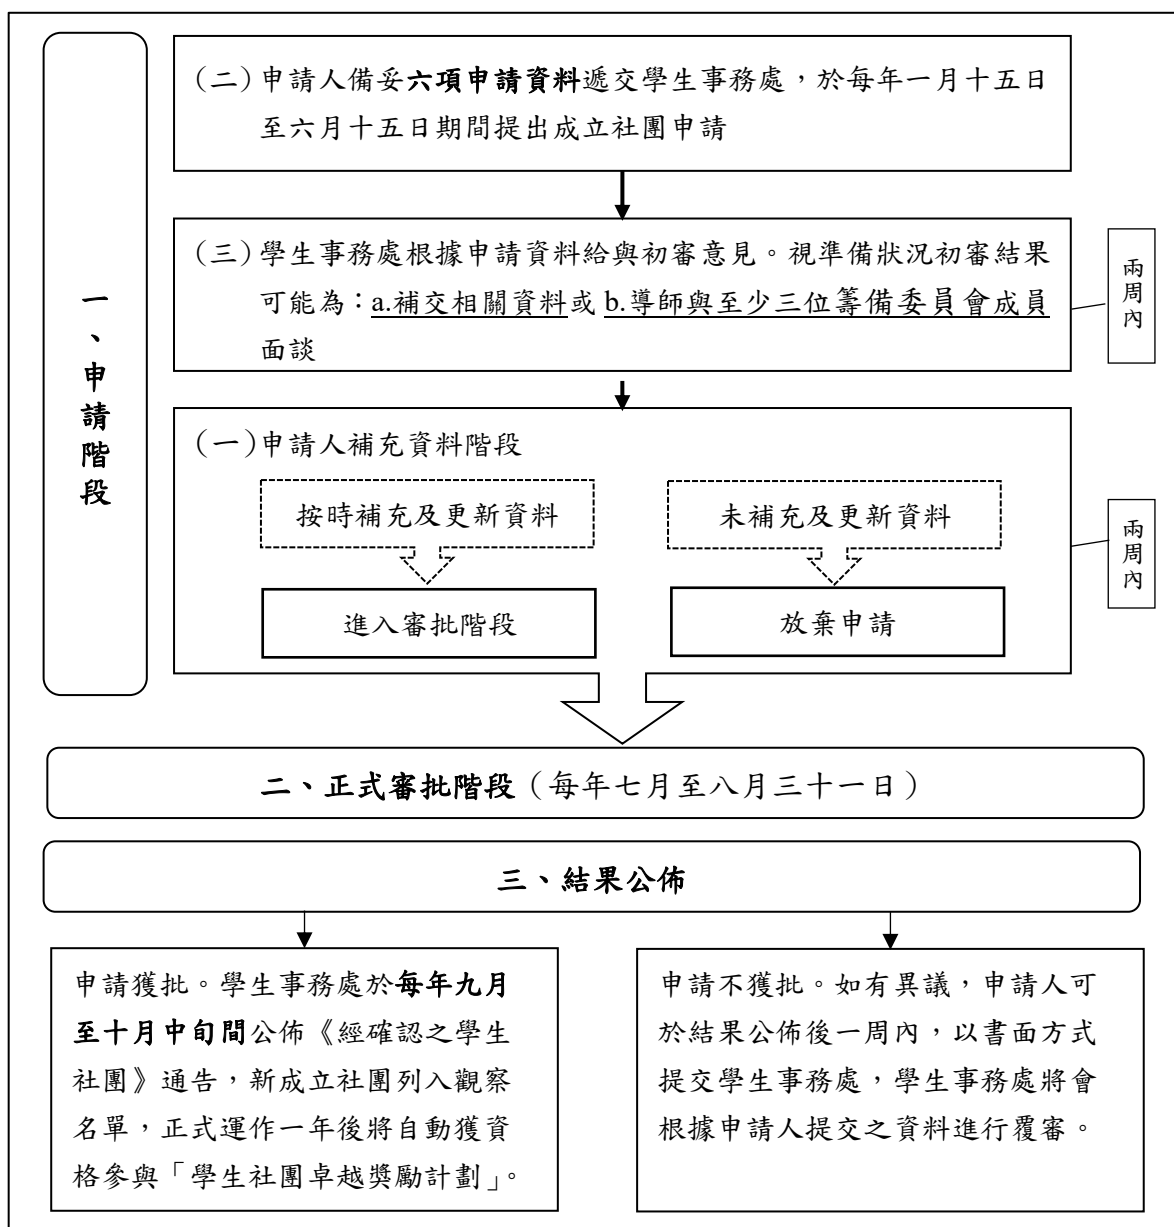 一、申請階段
（二）申請人備妥六項申請資料遞交學生事務處，於每年一月十五日
至六月十五日期間提出成立社團申請
（三）學生事務處根據申請資料給與初審意見。視準備狀況初審結果
可能為：a.補交相關資料或 b.導師與至少三位籌備委員會成員
面談
兩周內
（一）申請人補充資料階段
按時補充及更新資料
未補充及更新資料
進入審批階段
放棄申請
兩周內
二、正式審批階段（每年七月至八月三十一日）
三、結果公佈
申請獲批。學生事務處於每年九月
至十月中旬間公佈《經確認之學生
社團》通告，新成立社團列入觀察
名單，正式運作一年後將自動獲資
格參與「學生社團卓越獎勵計劃」。
申請不獲批。如有異議，申請人可
於結果公佈後一周內，以書面方式
提交學生事務處，學生事務處將會
根據申請人提交之資料進行覆審。